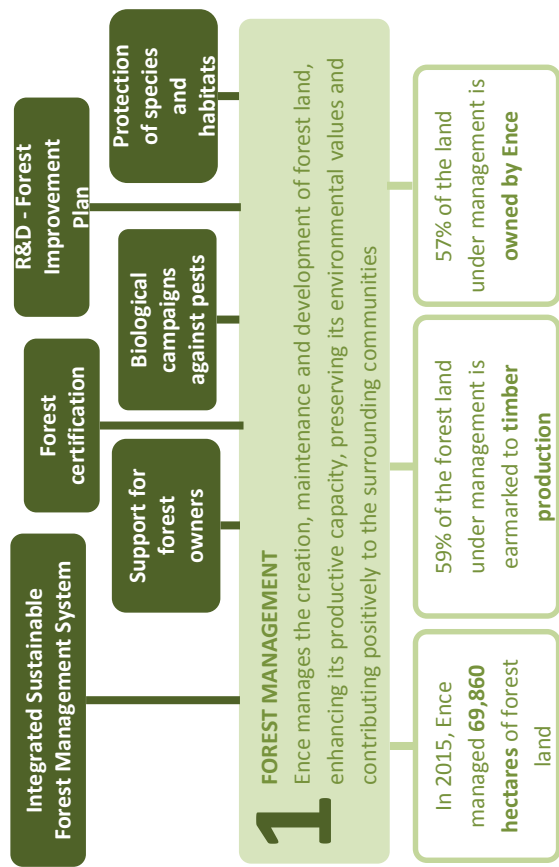 Integrated Sustainable
Forest Management System
Forest
certification
R&D - Forest
Improvement
Plan
Support for
forest
owners
Biological
campaigns
against pests
Protection
of species
and
habitats
1
FOREST MANAGEMENT
Ence manages the creation, maintenance and development of forest land,
enhancing its productive capacity, preserving its environmental values and
contributing positively to the surrounding communities
In 2015, Ence
managed 69,860
hectares of forest
land
59% of the forest land
under management is
earmarked to timber
production
57% of the land
under management is
owned by Ence